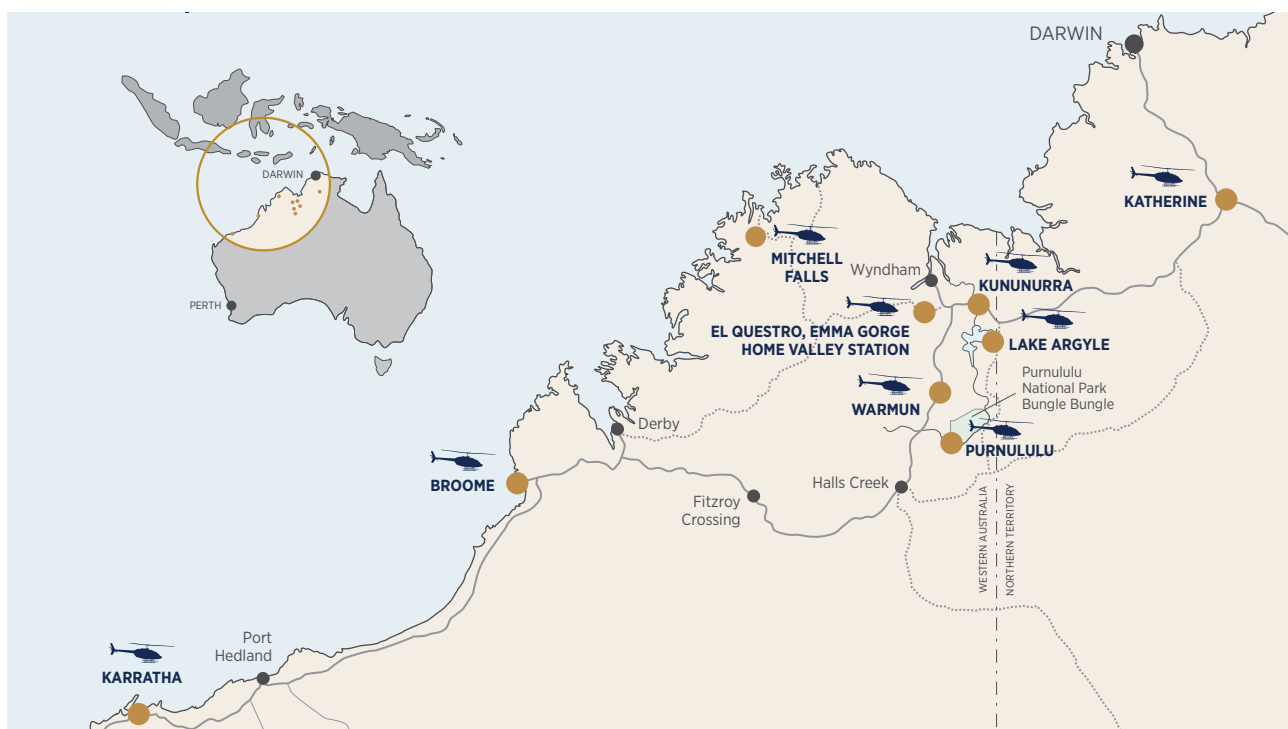 DARWIN
DARWIN
PERTH
KATHERINE
MITCHELL
FALLS
Wyndham
KUNUNURRA
EL QUESTRO, EMMA GORGE
HOME VALLEY STATION
LAKE ARGYLE
Purnululu
National Park
Bungle Bungle
WARMUN
Derby
PURNULULU
BROOME
Halls Creek
Fitzroy
Crossing
WESTERN AUSTRALIA
NORTHERN TERRITORY
Port
Hedland
KARRATHA